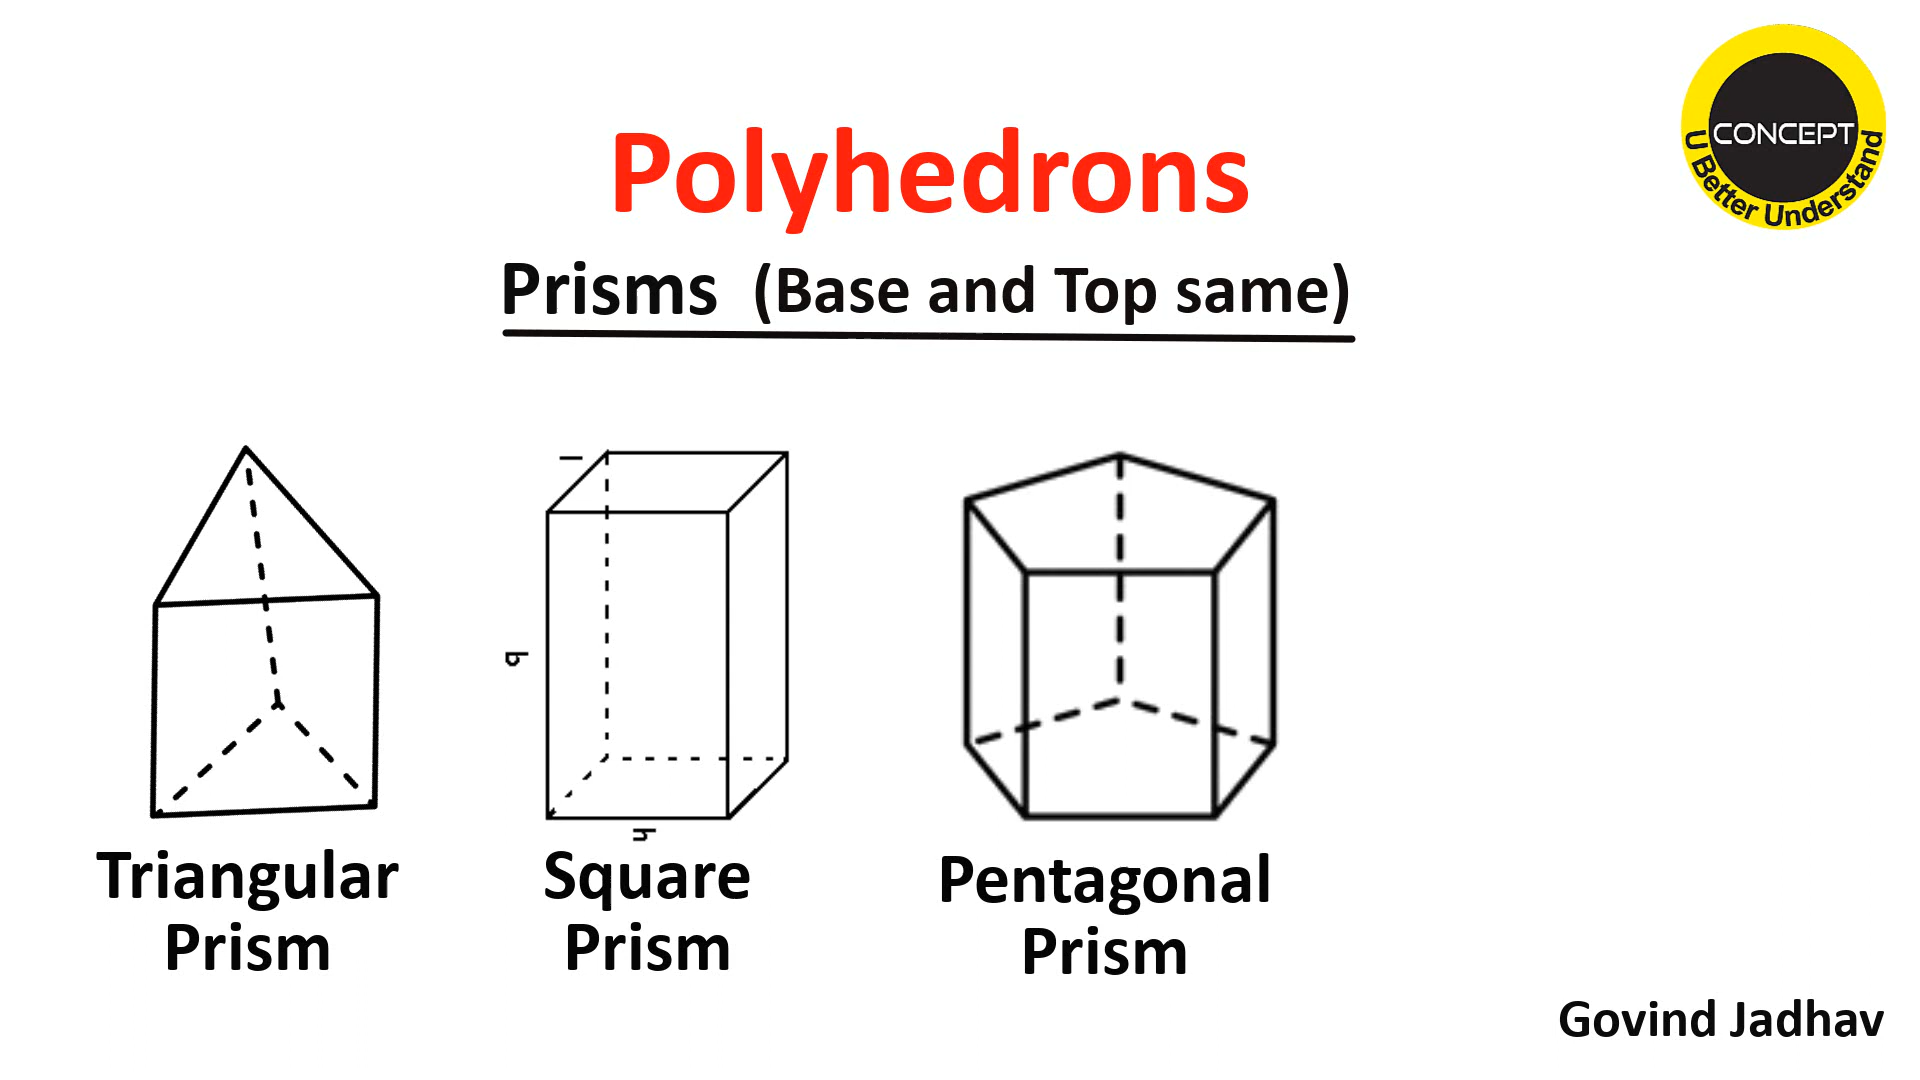 CONCEPT
U Better Understand
Polyhedrons
Prisms (Base and Top same)
l
b
h
Triangular
Prism
Square
Prism
Pentagonal
Prism
Govind Jadhav